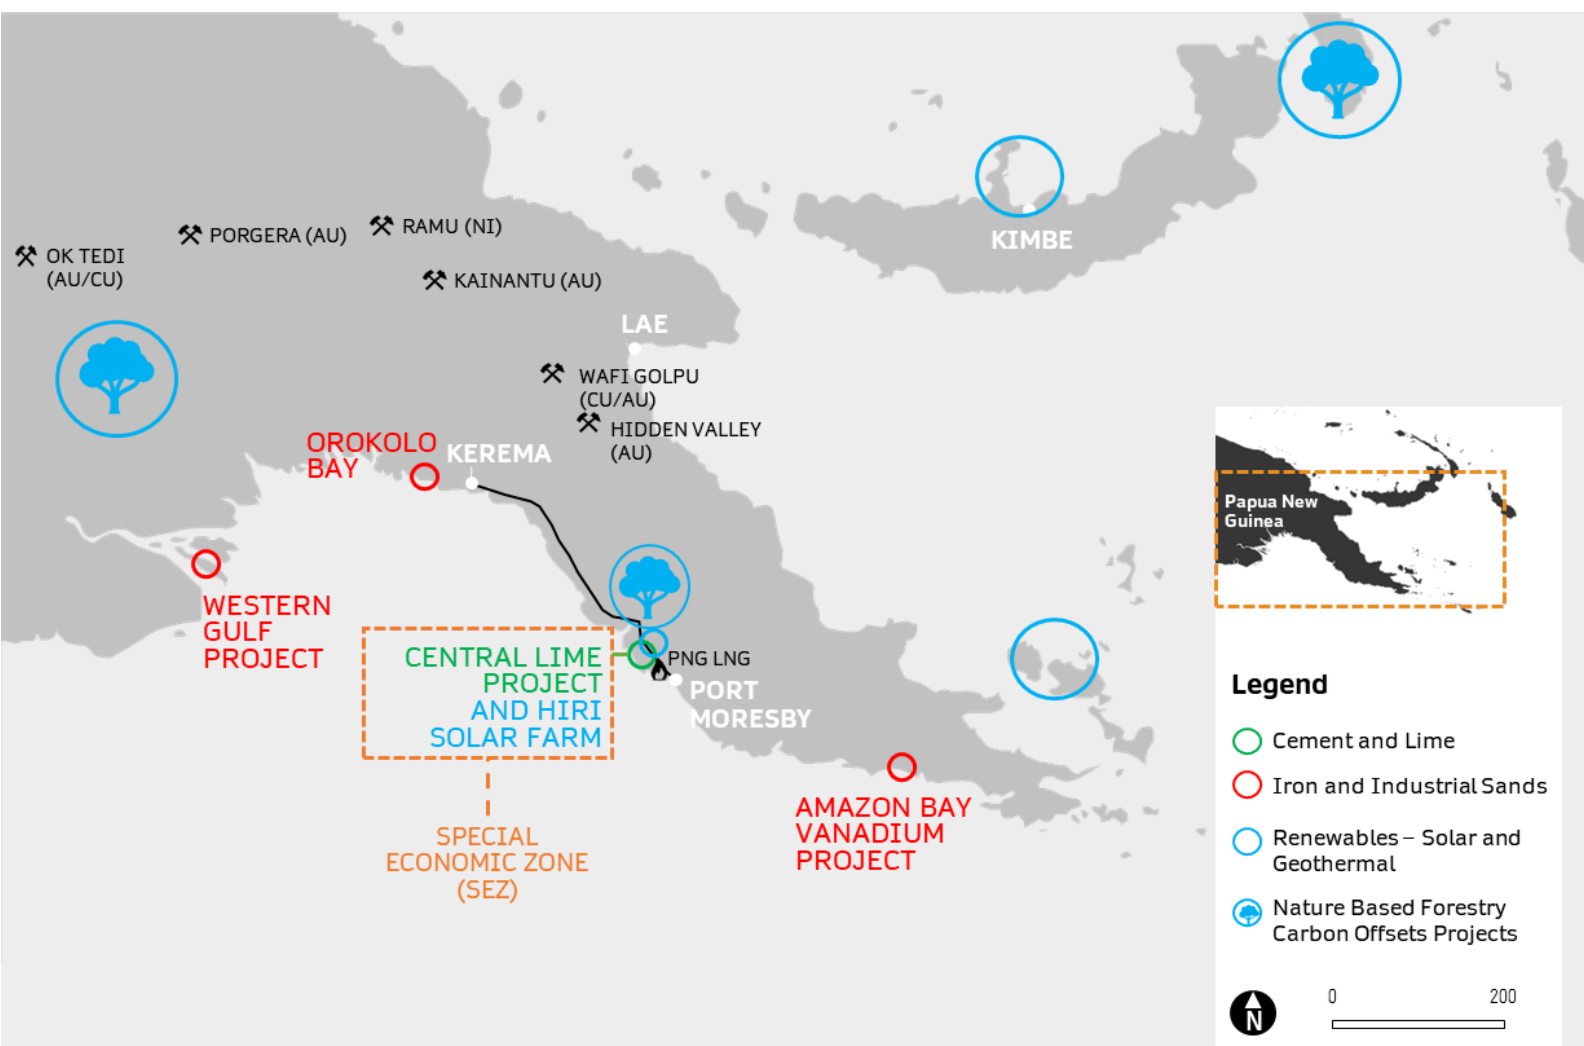 KIMBE
PORGERA (AU)
RAMU (NI)
OK TEDI
(AU/CU)
KAINANTU (AU)
LAE
WAFI GOLPU
(CU/AU)
HIDDEN VALLEY
(AU)
OROKOLO
BAY
KEREMA
WESTERN
GULF
PROJECT
CENTRAL LIME
PROJECT
AND HIRI
SOLAR FARM
PNG LNG
PORT
MORESBY
SPECIAL
ECONOMIC ZONE
(SEZ)
AMAZON BAY
VANADIUM
PROJECT
Papua New
Guinea
Legend
Cement and Lime
Iron and Industrial Sands
Renewables – Solar and
Geothermal
Nature Based Forestry
Carbon Offsets Projects
N
0 200